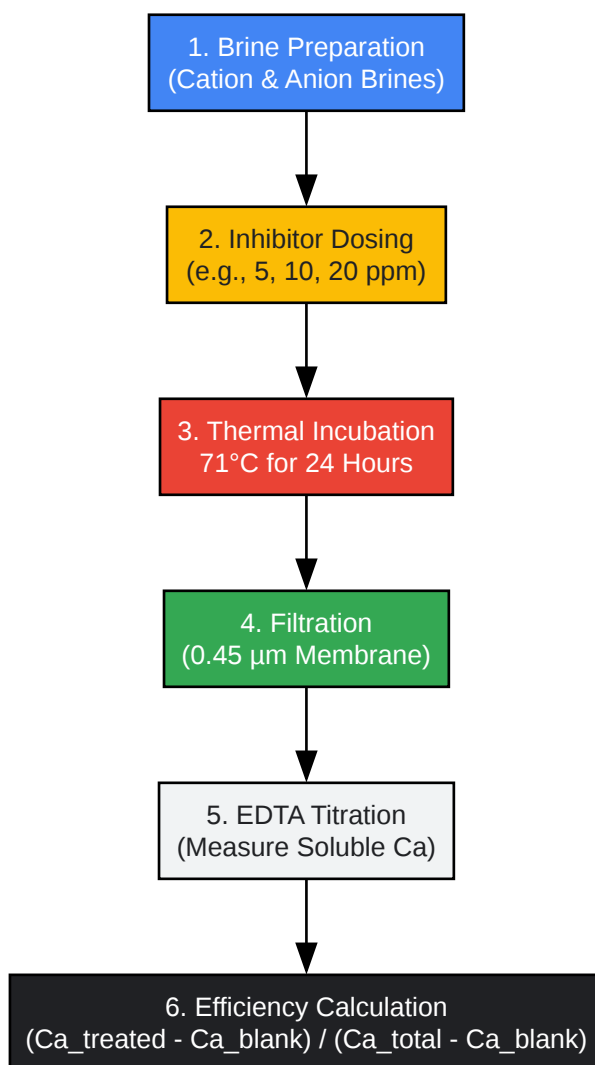 1. Brine Preparation
(Cation & Anion Brines)
2. Inhibitor Dosing
(e.g., 5, 10, 20 ppm)
3. Thermal Incubation
71°C for 24 Hours
4. Filtration
(0.45 µm Membrane)
5. EDTA Titration
(Measure Soluble Ca)
6. Efficiency Calculation
(Ca_treated - Ca_blank) / (Ca_total - Ca_blank)